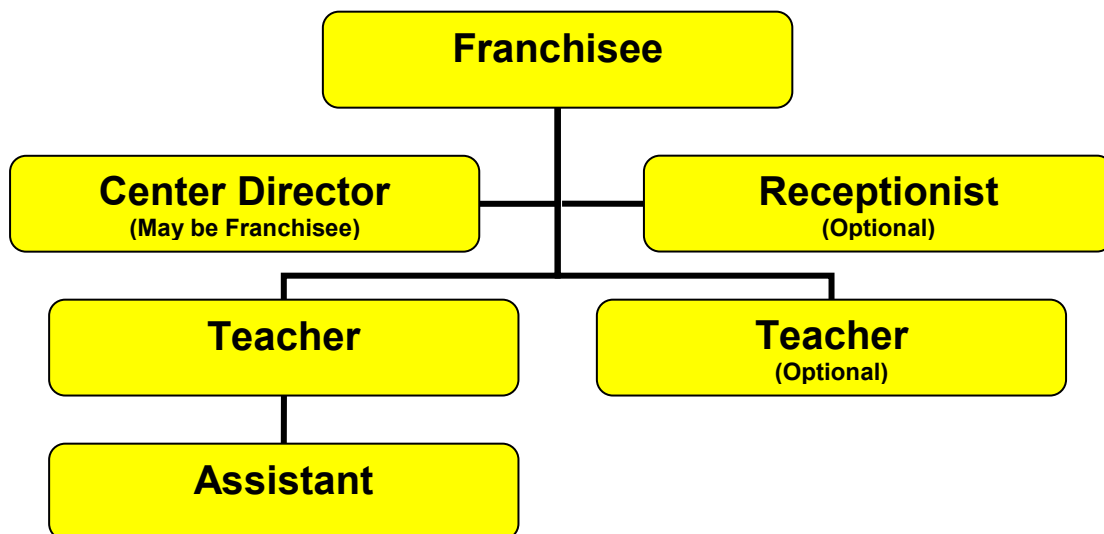 Franchisee
Center Director
(May be Franchisee)
Receptionist
(Optional)
Teacher
Teacher
(Optional)
Assistant